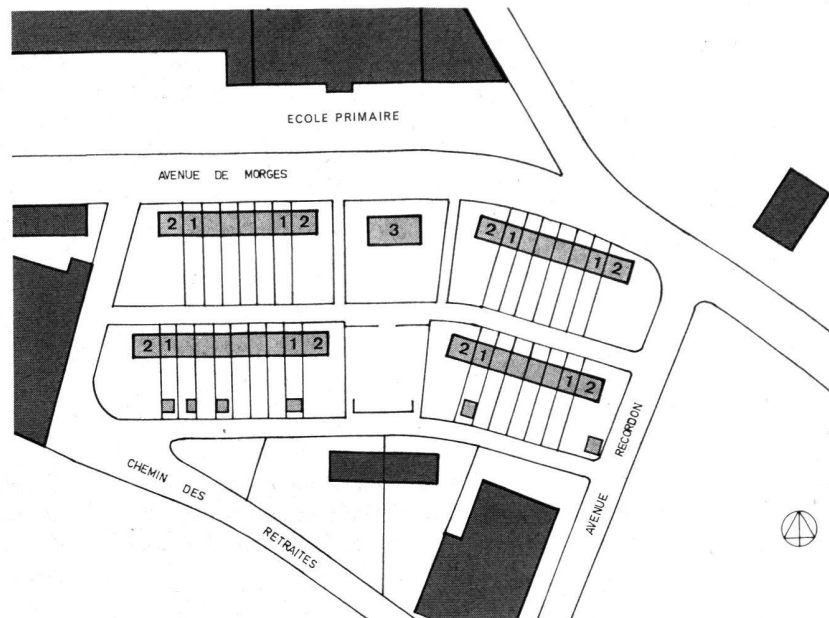 ECOLE PRIMAIRE
AVENUE DE MORGES
2 1 1 2
3
2 1 1 2
2 1 1 2
2 1 1 2
CHEMIN DES RETRAITES
AVENUE RECORDON